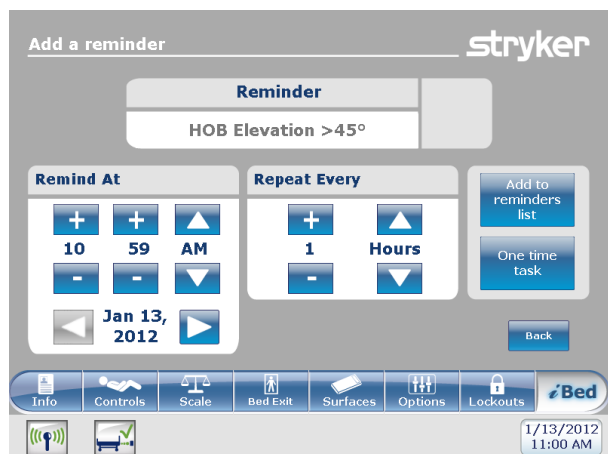 Add a reminder
stryker
Reminder
HOB Elevation >45°
Remind At
Repeat Every
+ + +
10 59 AM 1 Hours
- - -
Jan 13,
2012
Add to
reminders
list
One time
task
Back
Info Controls Scale Bed Exit Surfaces Options Lockouts iBed
1/13/2012
11:00 AM